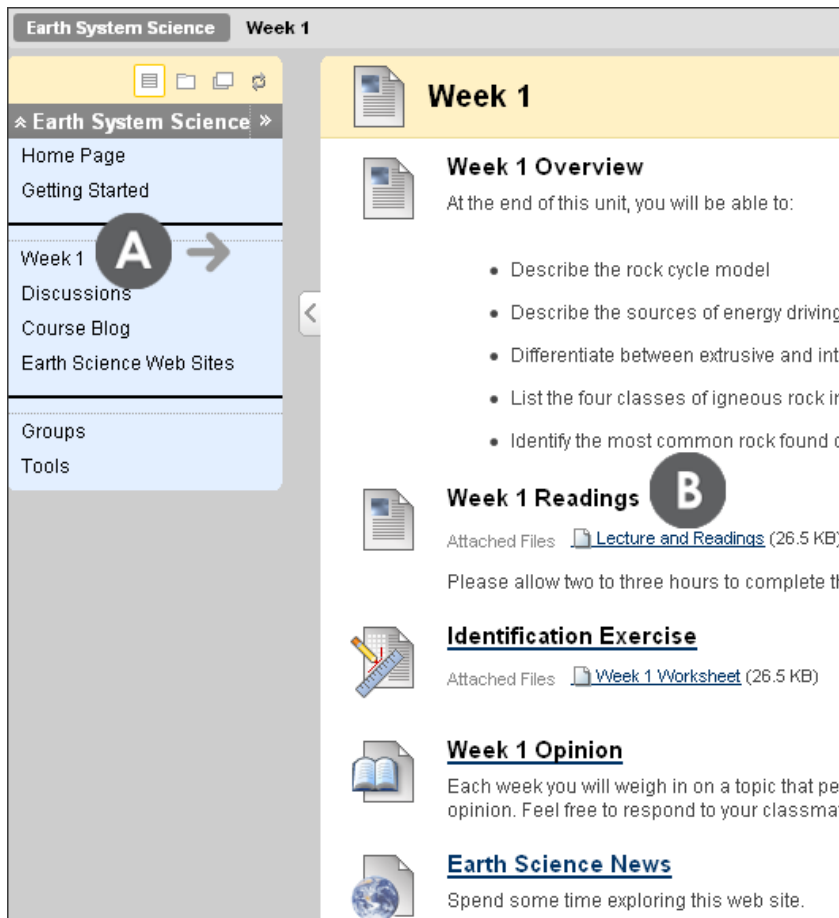 Earth System Science Week 1
Earth System Science
Home Page
Getting Started
A
Week 1
Discussions
Course Blog
Earth Science Web Sites
Groups
Tools
Week 1
Week 1 Overview
At the end of this unit, you will be able to:
Describe the rock cycle model
Describe the sources of energy driving
Differentiate between extrusive and int
List the four classes of igneous rock in
Identify the most common rock found
Week 1 Readings B
Attached Files Lecture and Readings (26.5 KB)
Please allow two to three hours to complete th
Identification Exercise
Attached Files Week 1 Worksheet (26.5 KB)
Week 1 Opinion
Each week you will weigh in on a topic that pe
opinion. Feel free to respond to your classma
Earth Science News
Spend some time exploring this web site.